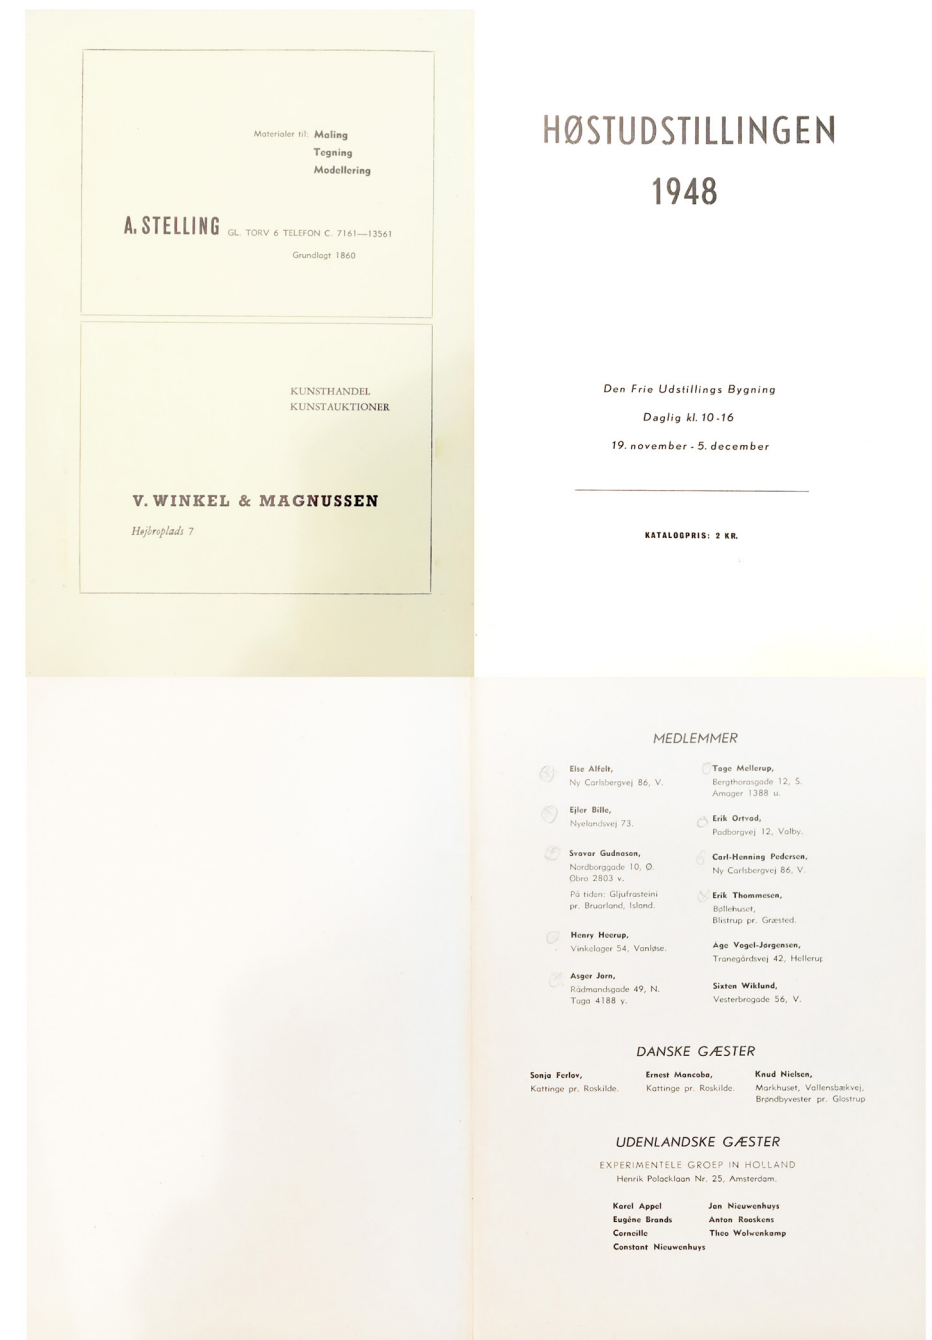 Materialer til: Maling
Tegning
Modellering
A. STELLING GL. TORV 6 TELEFON C. 7161—13561
Grundlagt 1860
KUNSTHANDEL
KUNSTAUKTIONER
V. WINKEL & MAGNUSSEN
Højbroplads 7
HØSTUDSTILLINGEN
1948
Den Frie Udstillings Bygning
Daglig kl. 10-16
19. november - 5. december
KATALOGPRIS: 2 KR.
MEDLEMMER
Else Alfelt,
Ny Carlsbergvej 86, V.
Ejler Bille,
Nyelandsvej 73.
Svavar Gudnason,
Nordborggade 10, Ø.
Øbro 2803 v.
På tiden: Gljufrasteini
pr. Bruarland, Island.
Henry Heerup,
Vinkelager 54, Vanløse.
Asger Jorn,
Rådmandsgade 49, N.
Taga 4188 y.
Tage Mellerup,
Bergthorasgade 12, S.
Amager 1388 u.
Erik Ortvad,
Padborgvej 12, Valby.
Carl-Henning Pedersen,
Ny Carlsbergvej 86, V.
Erik Thommesen,
Bøllehuset,
Blistrup pr. Græsted.
Åge Vogel-Jørgensen,
Tranegårdsvej 42, Hellerup
Sixten Wiklund,
Vesterbrogade 56, V.
DANSKE GÆSTER
Sonja Ferlov,
Kattinge pr. Roskilde.
Ernest Mancoba,
Kattinge pr. Roskilde.
Knud Nielsen,
Markhuset, Vallensbækvej,
Brøndbyvester pr. Glostrup
UDENLANDSKE GÆSTER
EXPERIMENTELE GROEP IN HOLLAND
Henrik Polacklaan Nr. 25, Amsterdam.
Karel Appel
Eugène Brands
Corneille
Constant Nieuwenhuys
Jan Nieuwenhuys
Anton Rooskens
Theo Wolwenkamp